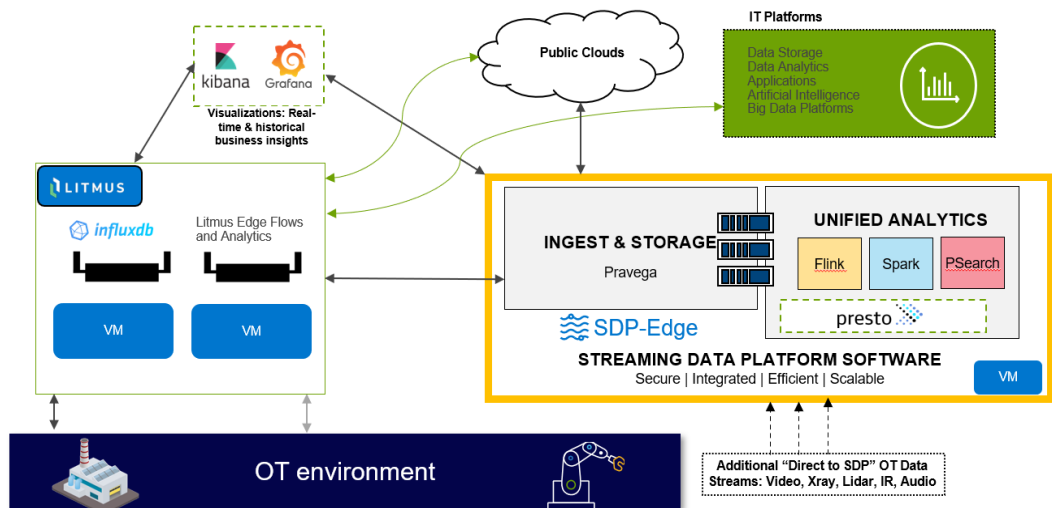 kibana
Grafana
Visualizations: Real-
time & historical
business insights
Public Clouds
IT Platforms
Data Storage
Data Analytics
Applications
Artificial Intelligence
Big Data Platforms
LITMUS
influxdb
Litmus Edge Flows
and Analytics
VM
VM
INGEST & STORAGE
Pravega
UNIFIED ANALYTICS
Flink
Spark
PSearch
presto
SDP-Edge
STREAMING DATA PLATFORM SOFTWARE
Secure | Integrated | Efficient | Scalable
VM
OT environment
Additional “Direct to SDP” OT Data
Streams: Video, Xray, Lidar, IR, Audio